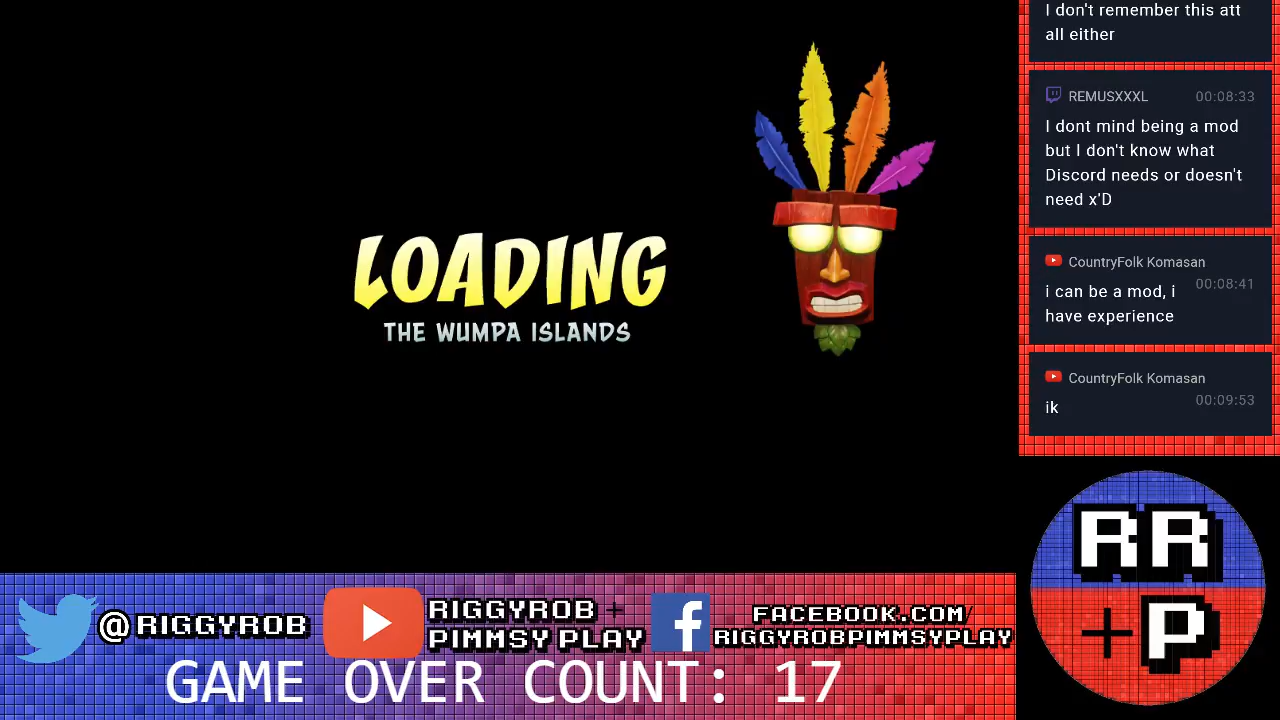 I don't remember this att
all either
REMUSXXXL 00:08:33
I dont mind being a mod
but I don't know what
Discord needs or doesn't
need x'D
CountryFolk Komasan
i can be a mod, i 00:08:41
have experience
CountryFolk Komasan
ik 00:09:53
LOADING
THE WUMPA ISLANDS
@RIGGYROB
RIGGYROB +
PIMMSY PLAY
FACEBOOK.COM/
RIGGYROBPIMMSYPLAY
GAME OVER COUNT: 17
RR
+P